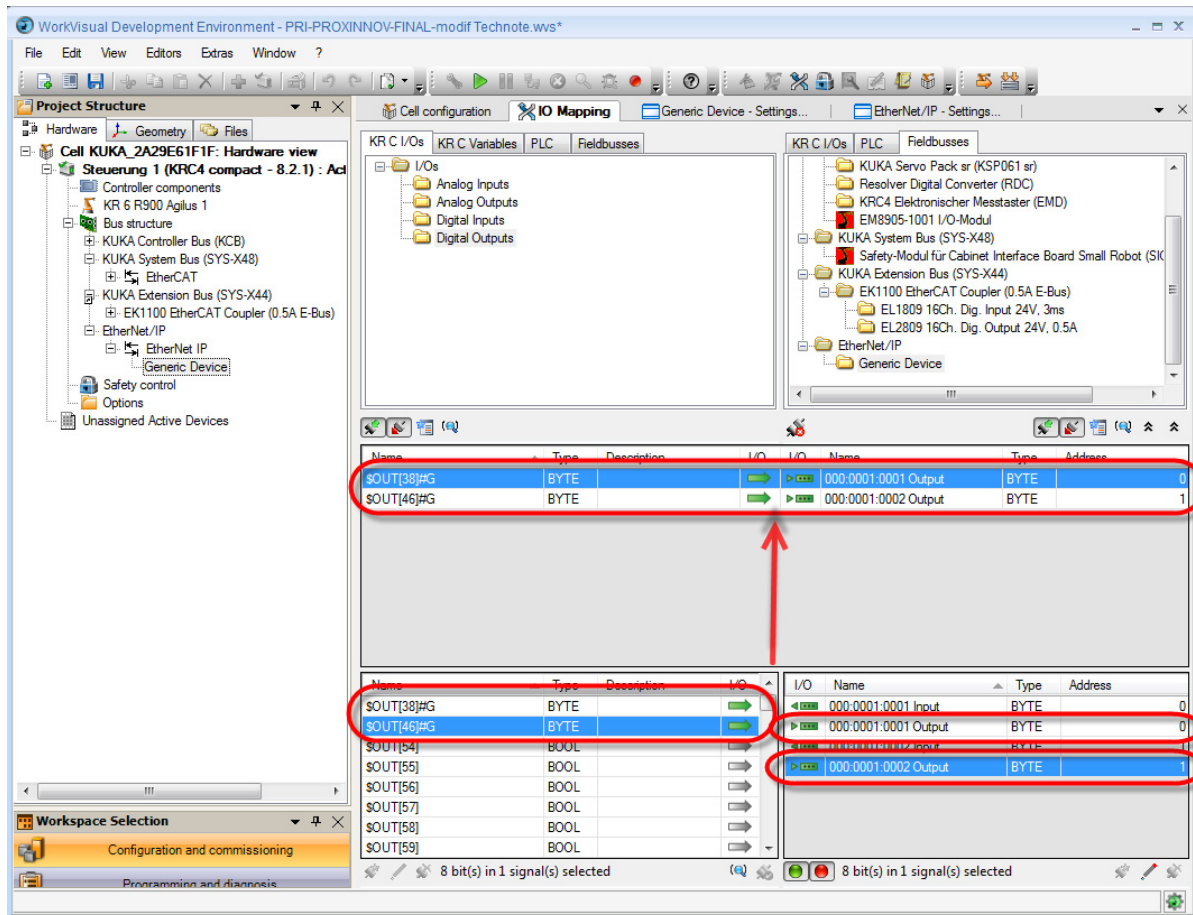 WorkVisual Development Environment - PRI-PROXINNOV-FINAL-modif Technote.wvs*
File Edit View Editors Extras Window ?
Project Structure
Hardware Geometry Files
Cell KUKA_2A29E61F1F: Hardware view
Steuerung 1 (KRC4 compact - 8.2.1) : Act
Controller components
KR 6 R900 Agilus 1
Bus structure
KUKA Controller Bus (KCB)
KUKA System Bus (SYS-X48)
EtherCAT
KUKA Extension Bus (SYS-X44)
EK1100 EtherCAT Coupler (0.5A E-Bus)
EtherNet/IP
EtherNet IP
Generic Device
Safety control
Options
Unassigned Active Devices
Workspace Selection
Configuration and commissioning
Programming and diagnosis
Cell configuration IO Mapping Generic Device - Settings... EtherNet/IP - Settings...
KR C I/Os KR C Variables PLC Fieldbusses
I/Os
Analog Inputs
Analog Outputs
Digital Inputs
Digital Outputs
KR C I/Os PLC Fieldbusses
KUKA Servo Pack sr (KSP061 sr)
Resolver Digital Converter (RDC)
KRC4 Elektronischer Messtaster (EMD)
EM8905-1001 I/O-Modul
KUKA System Bus (SYS-X48)
Safety-Modul für Cabinet Interface Board Small Robot (SIO
KUKA Extension Bus (SYS-X44)
EK1100 EtherCAT Coupler (0.5A E-Bus)
EL1809 16Ch. Dig. Input 24V, 3ms
EL2809 16Ch. Dig. Output 24V, 0.5A
EtherNet/IP
Generic Device
Name Type Description I/O I/O Name Type Address
$OUT[38]#G BYTE 000:0001:0001 Output BYTE 0
$OUT[46]#G BYTE 000:0001:0002 Output BYTE 1
Name Type Description I/O
$OUT[38]#G BYTE
$OUT[46]#G BYTE
$OUT[54] BOOL
$OUT[55] BOOL
$OUT[56] BOOL
$OUT[57] BOOL
$OUT[58] BOOL
$OUT[59] BOOL
8 bit(s) in 1 signal(s) selected
I/O Name Type Address
000:0001:0001 Input BYTE 0
000:0001:0001 Output BYTE 0
000:0001:0002 Input BYTE 1
000:0001:0002 Output BYTE 1
8 bit(s) in 1 signal(s) selected